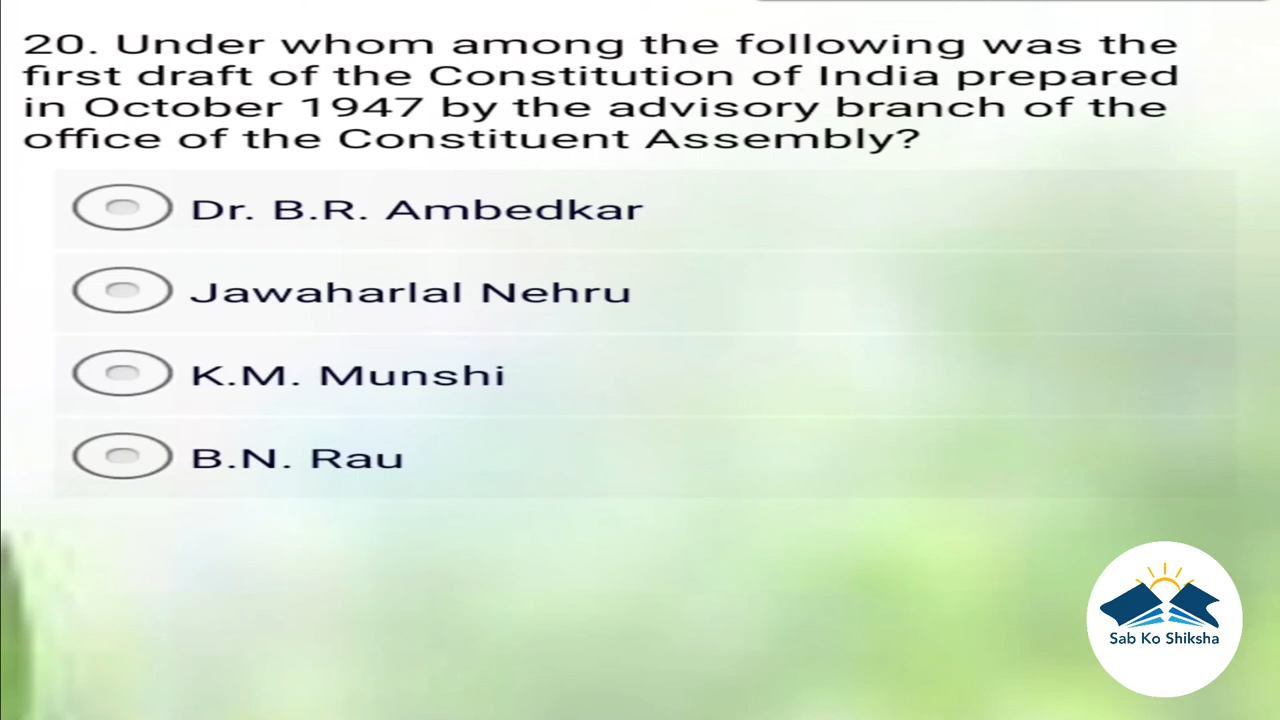 20. Under whom among the following was the
first draft of the Constitution of India prepared
in October 1947 by the advisory branch of the
office of the Constituent Assembly?
Dr. B.R. Ambedkar
Jawaharlal Nehru
K.M. Munshi
B.N. Rau
Sab Ko Shiksha